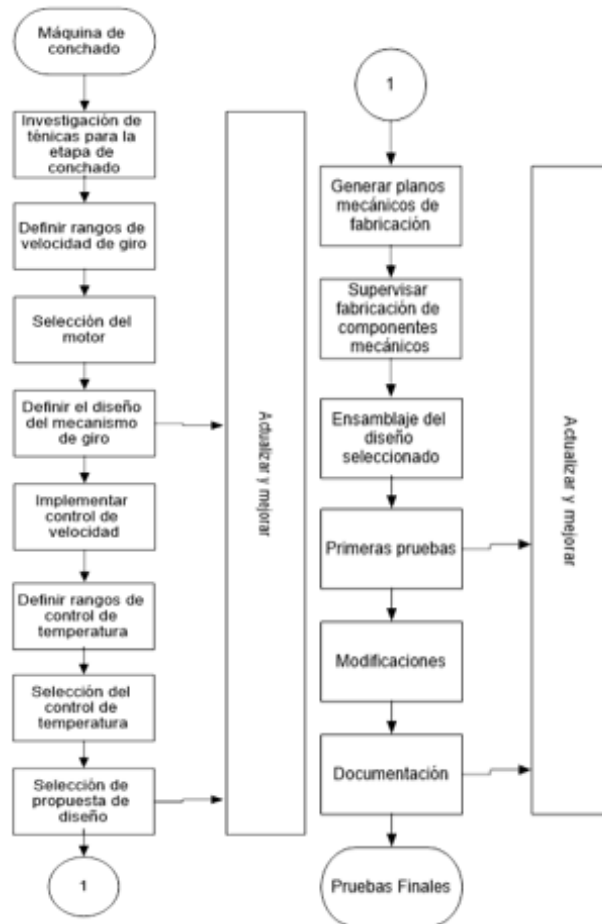 Máquina de
conchado
Investigación de
ténicas para la
etapa de
conchado
Definir rangos de
velocidad de giro
Selección del
motor
Definir el diseño
del mecanismo
de giro
Implementar
control de
velocidad
Definir rangos de
control de
temperatura
Selección del
control de
temperatura
Selección de
propuesta de
diseño
1
Actualizar y mejorar
1
Generar planos
mecánicos de
fabricación
Supervisar
fabricación de
componentes
mecánicos
Ensamblaje del
diseño
seleccionado
Primeras pruebas
Modificaciones
Documentación
Pruebas Finales
Actualizar y mejorar